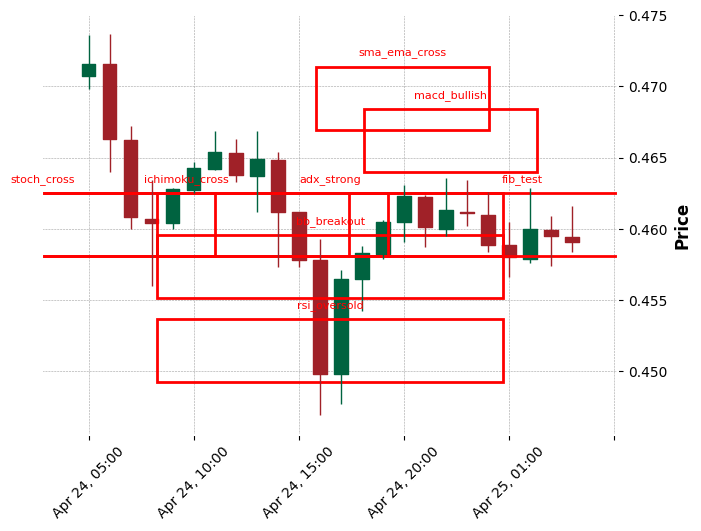 0.475
sma_ema_cross
0.470
macd_bullish
0.465
stoch_cross
ichimoku_cross
adx_strong
fib_test
0.460
Price
0.455
rsi_oversold
0.450
Apr 24, 05:00
Apr 24, 10:00
Apr 24, 15:00
Apr 24, 20:00
Apr 25, 01:00